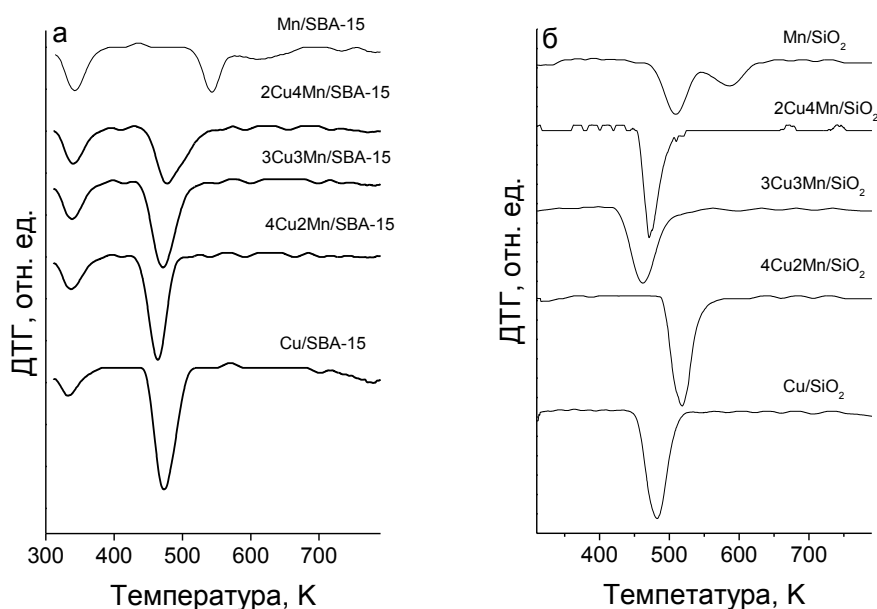 а
Mn/SBA-15
2Cu4Mn/SBA-15
3Cu3Mn/SBA-15
4Cu2Mn/SBA-15
Cu/SBA-15
ДТГ, отн. ед.
300 400 500 600 700
Температура, К
б
Mn/SiO₂
2Cu4Mn/SiO₂
3Cu3Mn/SiO₂
4Cu2Mn/SiO₂
Cu/SiO₂
ДТГ, отн. ед.
400 500 600 700
Темпетатура, К